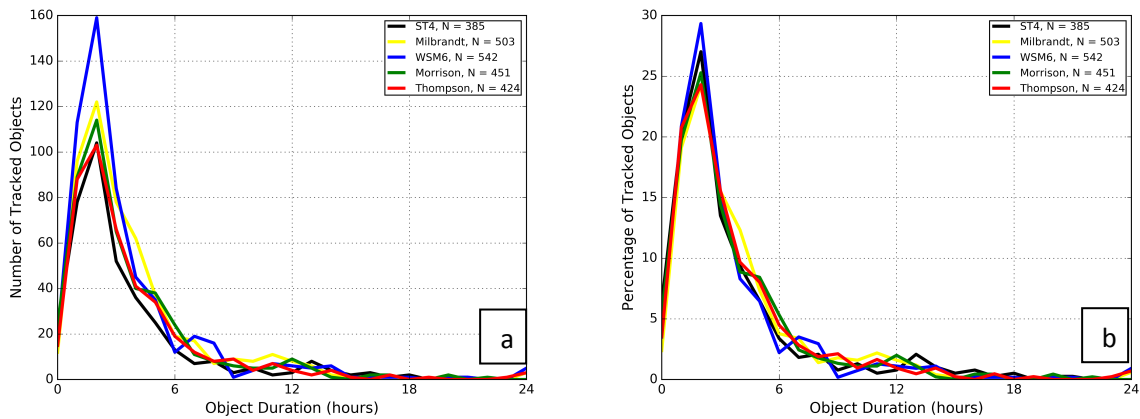 160
140
120
100
80
60
40
20
0
Number of Tracked Objects
0 6 12 18 24
Object Duration (hours)
ST4, N = 385
Milbrandt, N = 503
WSM6, N = 542
Morrison, N = 451
Thompson, N = 424
a
30
25
20
15
10
5
0
Percentage of Tracked Objects
0 6 12 18 24
Object Duration (hours)
ST4, N = 385
Milbrandt, N = 503
WSM6, N = 542
Morrison, N = 451
Thompson, N = 424
b